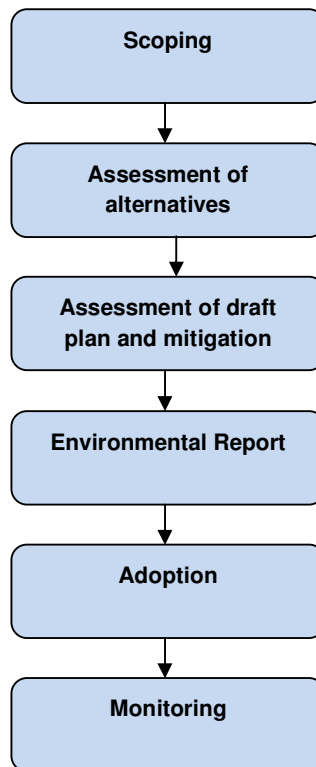 Scoping
Assessment of
alternatives
Assessment of draft
plan and mitigation
Environmental Report
Adoption
Monitoring